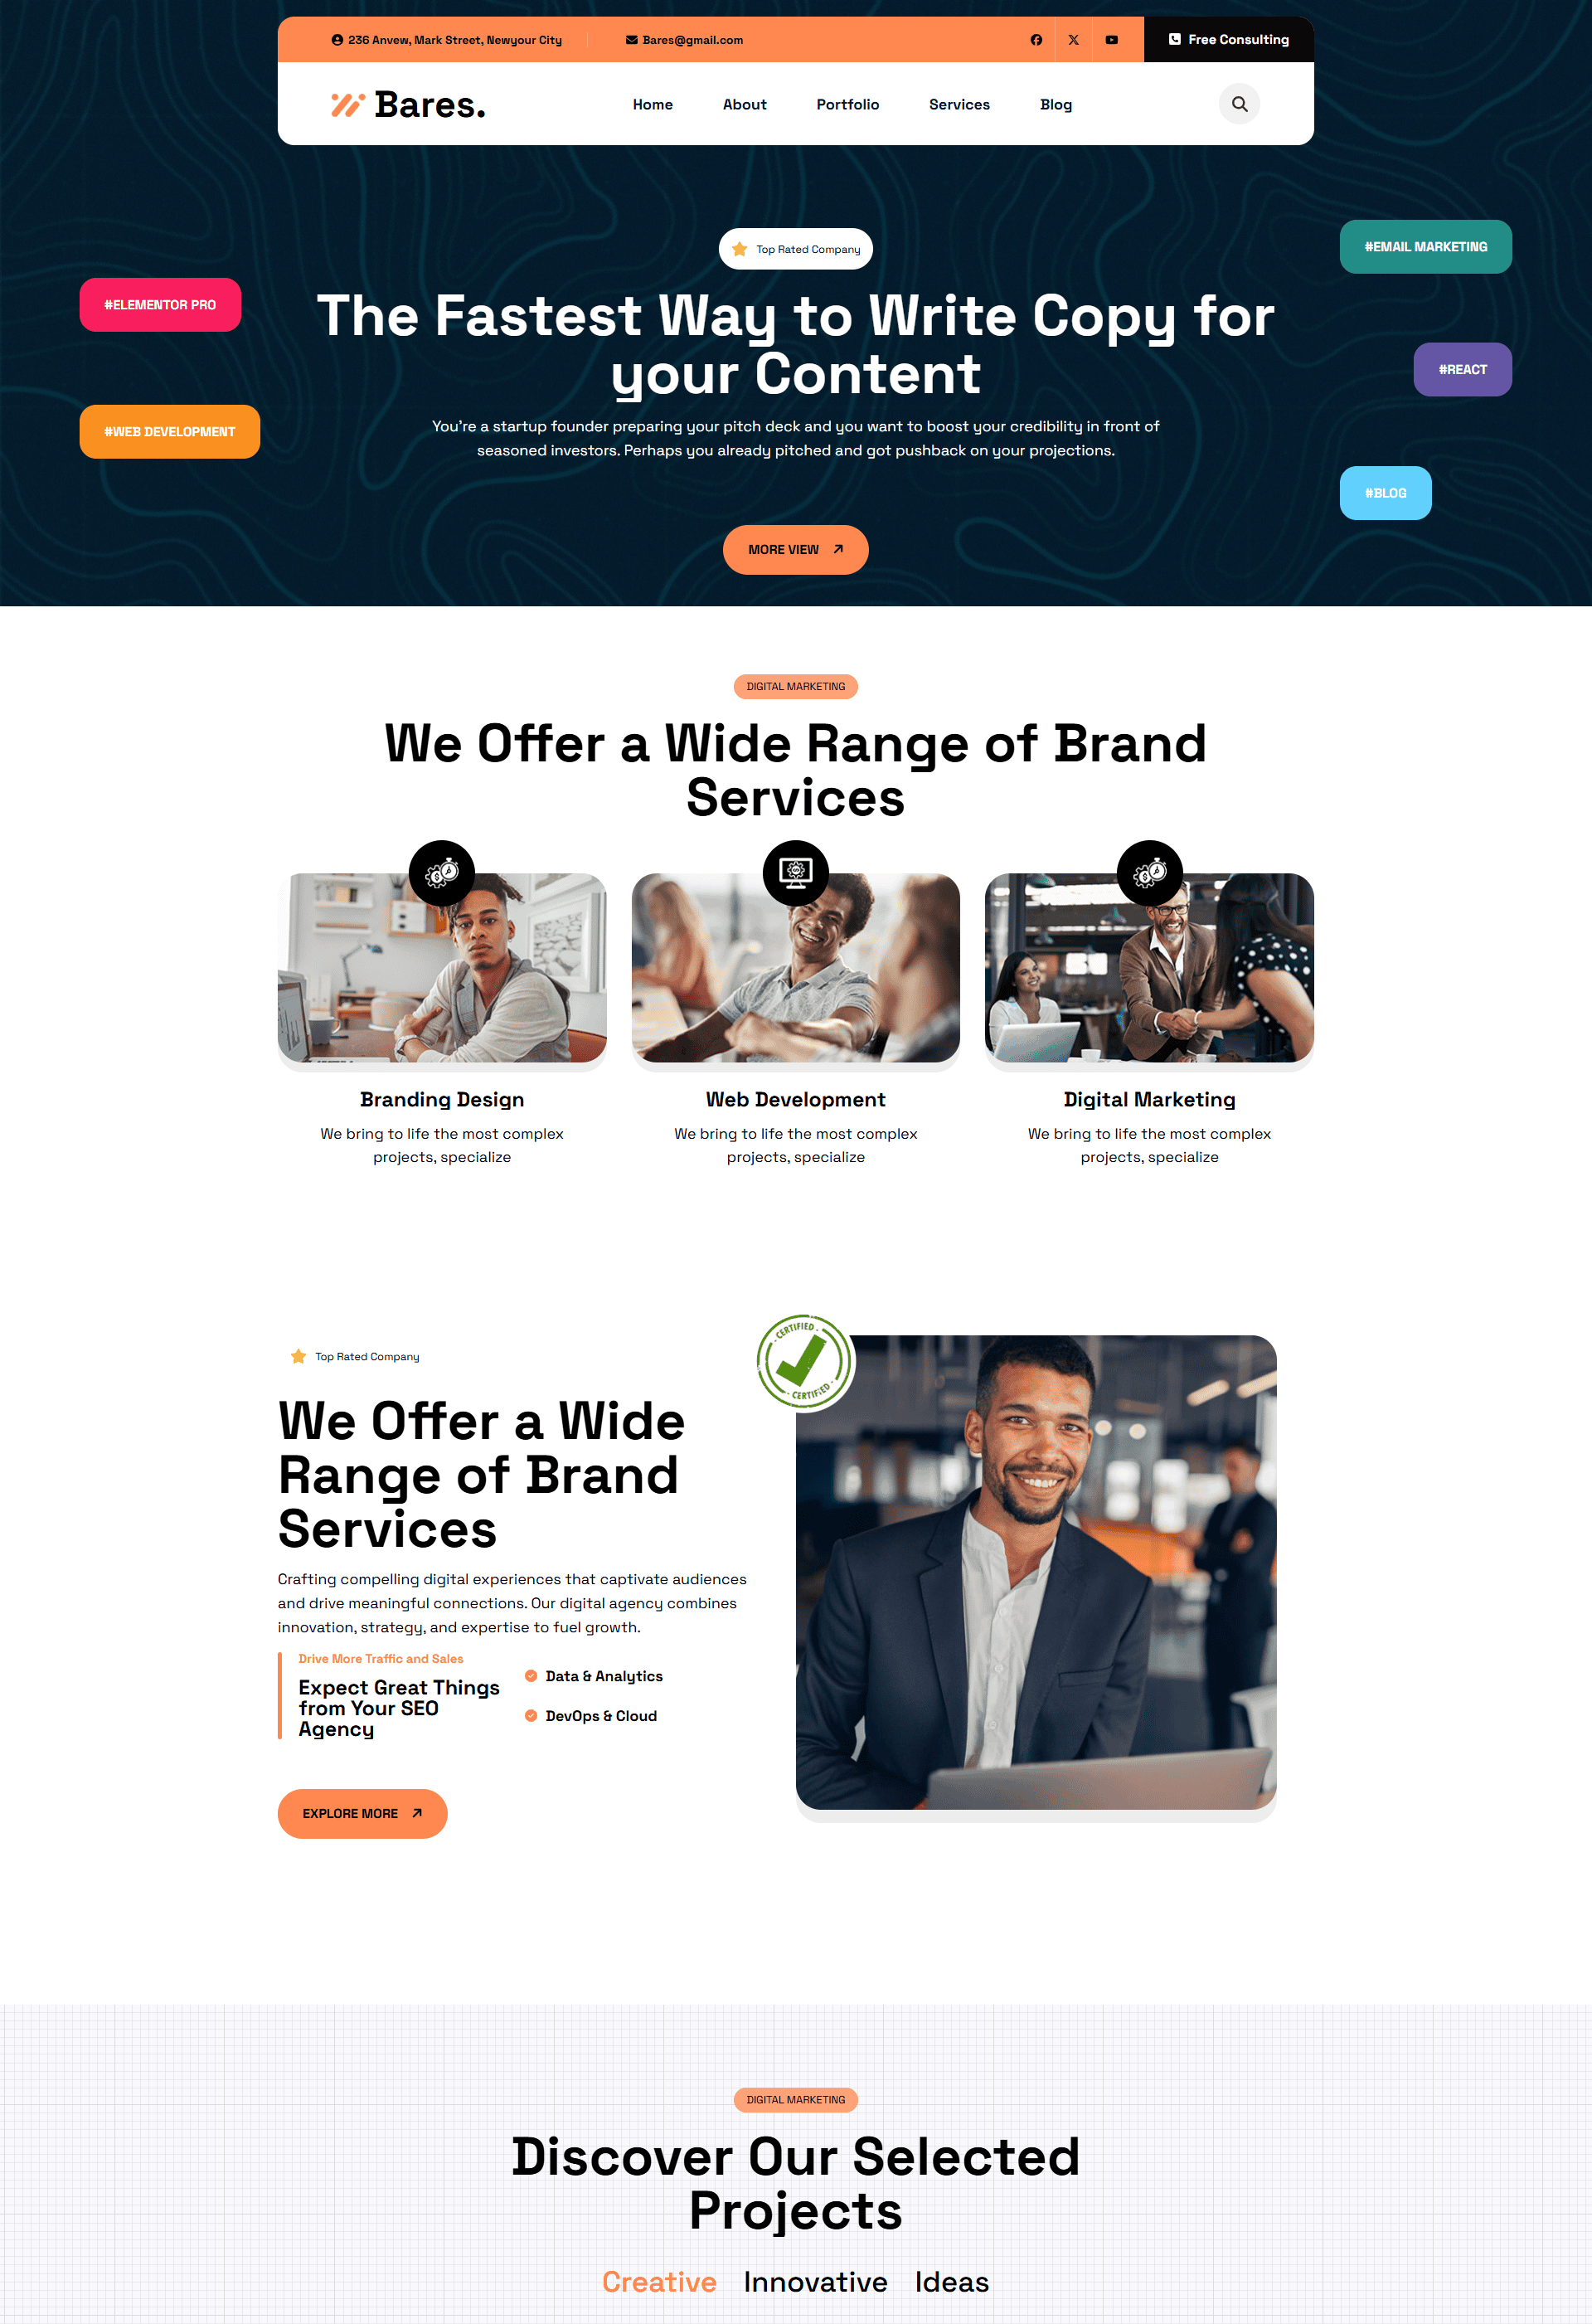 236 Anvew, Mark Street, Newyour City
Bares@gmail.com
Free Consulting
Bares.
Home
About
Portfolio
Services
Blog
Top Rated Company
#EMAIL MARKETING
#ELEMENTOR PRO
The Fastest Way to Write Copy for
your Content
#REACT
#WEB DEVELOPMENT
You're a startup founder preparing your pitch deck and you want to boost your credibility in front of
seasoned investors. Perhaps you already pitched and got pushback on your projections.
#BLOG
MORE VIEW
DIGITAL MARKETING
We Offer a Wide Range of Brand
Services
Branding Design
We bring to life the most complex
projects, specialize
Web Development
We bring to life the most complex
projects, specialize
Digital Marketing
We bring to life the most complex
projects, specialize
Top Rated Company
We Offer a Wide
Range of Brand
Services
Crafting compelling digital experiences that captivate audiences
and drive meaningful connections. Our digital agency combines
innovation, strategy, and expertise to fuel growth.
Drive More Traffic and Sales
Expect Great Things
from Your SEO
Agency
Data & Analytics
DevOps & Cloud
EXPLORE MORE
- CERTIFIED -
- CERTIFIED -
DIGITAL MARKETING
Discover Our Selected
Projects
Creative
Innovative
Ideas